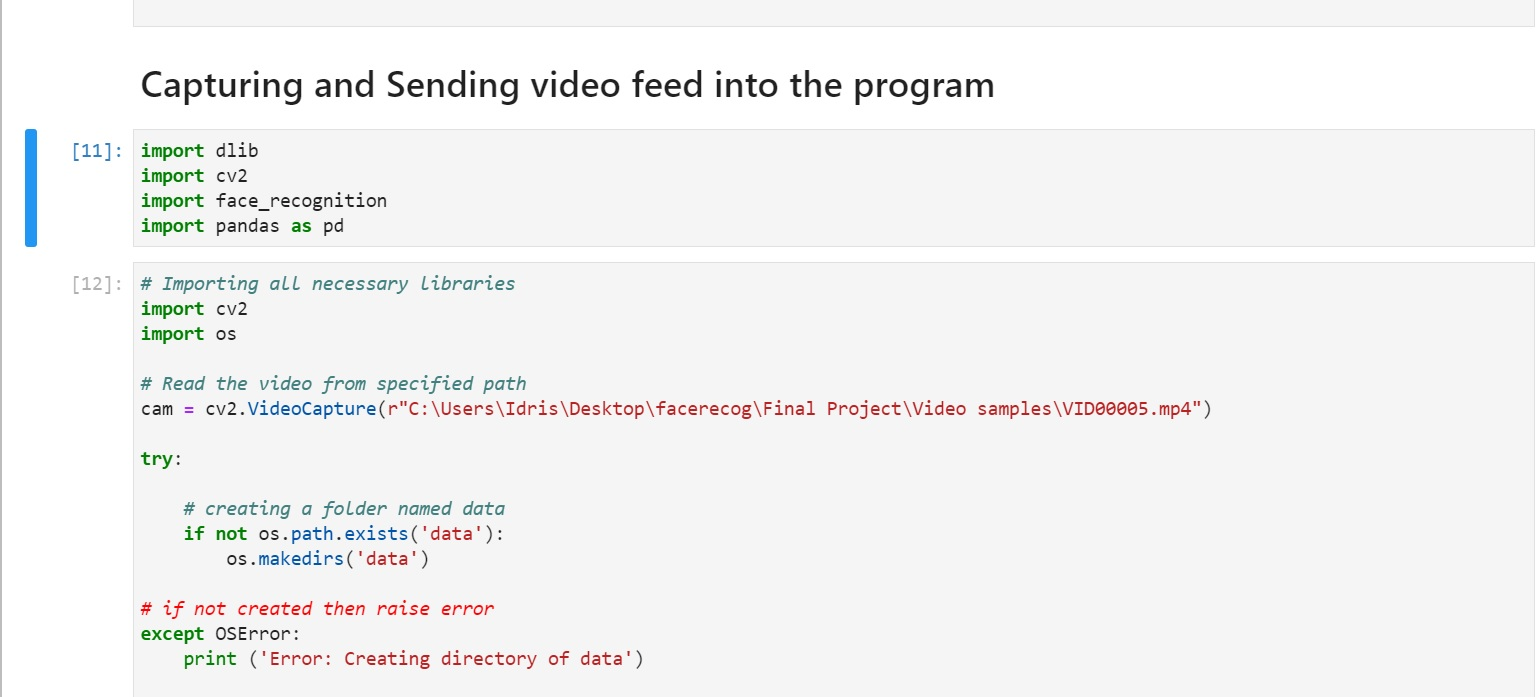 Capturing and Sending video feed into the program
[11]: import dlib
import cv2
import face_recognition
import pandas as pd
[12]: # Importing all necessary libraries
import cv2
import os
# Read the video from specified path
cam = cv2.VideoCapture(r"C:\Users\Idris\Desktop\facerecog\Final Project\Video samples\VID00005.mp4")
try:
# creating a folder named data
if not os.path.exists('data'):
os.makedirs('data')
# if not created then raise error
except OSError:
print ('Error: Creating directory of data')